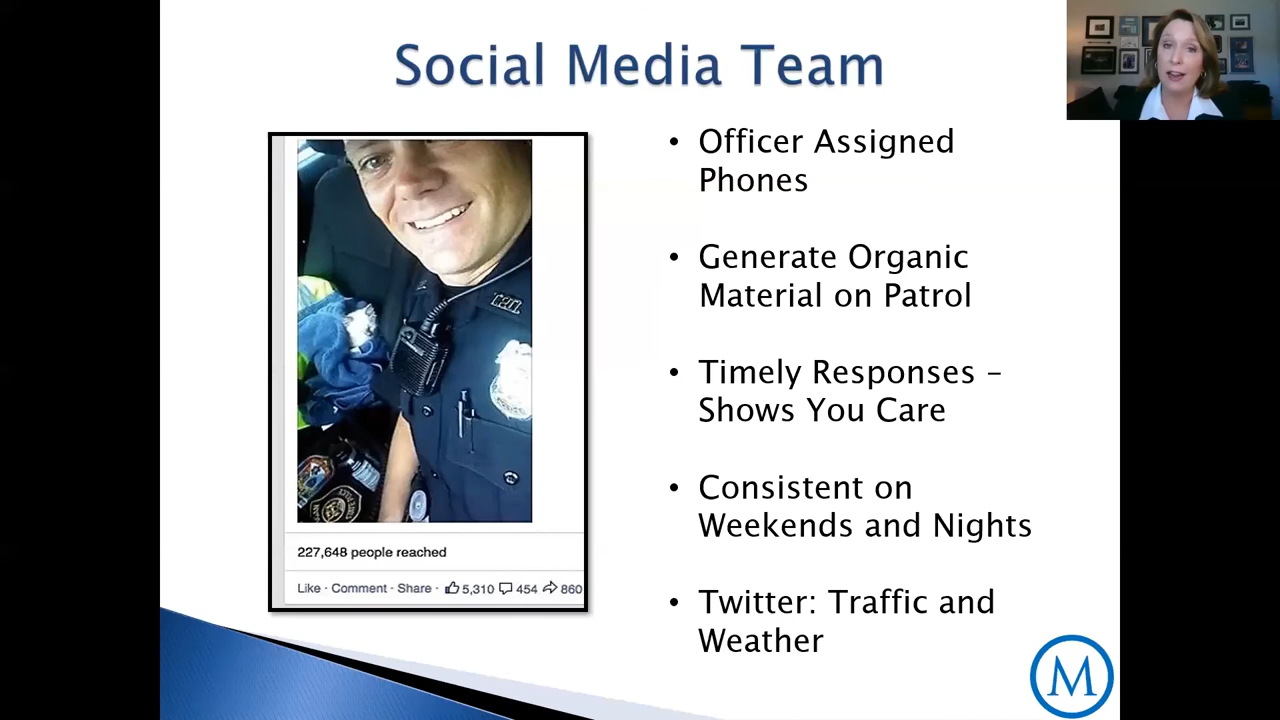 Social Media Team
• Officer Assigned
Phones
• Generate Organic
Material on Patrol
• Timely Responses –
Shows You Care
• Consistent on
Weekends and Nights
• Twitter: Traffic and
Weather
227,648 people reached
Like · Comment · Share · 5,310 454 860
M